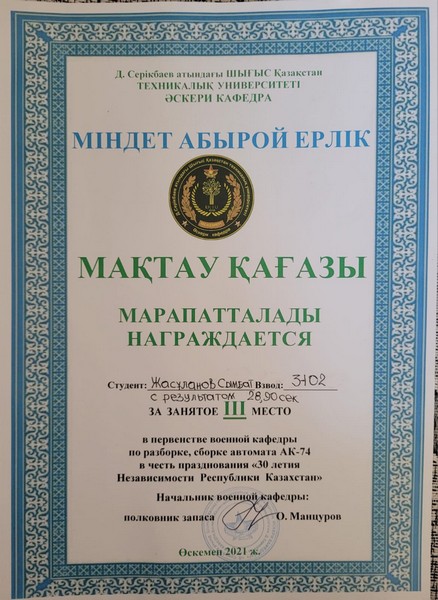 Д. Серікбаев атындағы ШЫҒЫС Қазақстан
ТЕХНИКАЛЫҚ УНИВЕРСИТЕТІ
ӘСКЕРИ КАФЕДРА
МІНДЕТ АБЫРОЙ ЕРЛІК
МАҚТАУ ҚАҒАЗЫ
МАРАПАТТАЛАДЫ
НАГРАЖДАЕТСЯ
Студент: Жасуланов Сымбат Взвод: 3102
с результатом 28,90 сек
ЗА ЗАНЯТОЕ III МЕСТО
в первенстве военной кафедры
по разборке, сборке автомата АК-74
в честь празднования «30 летия
Независимости Республики Казахстан»
Начальник военной кафедры:
полковник запаса О. Манцуров
Өскемен 2021 ж.